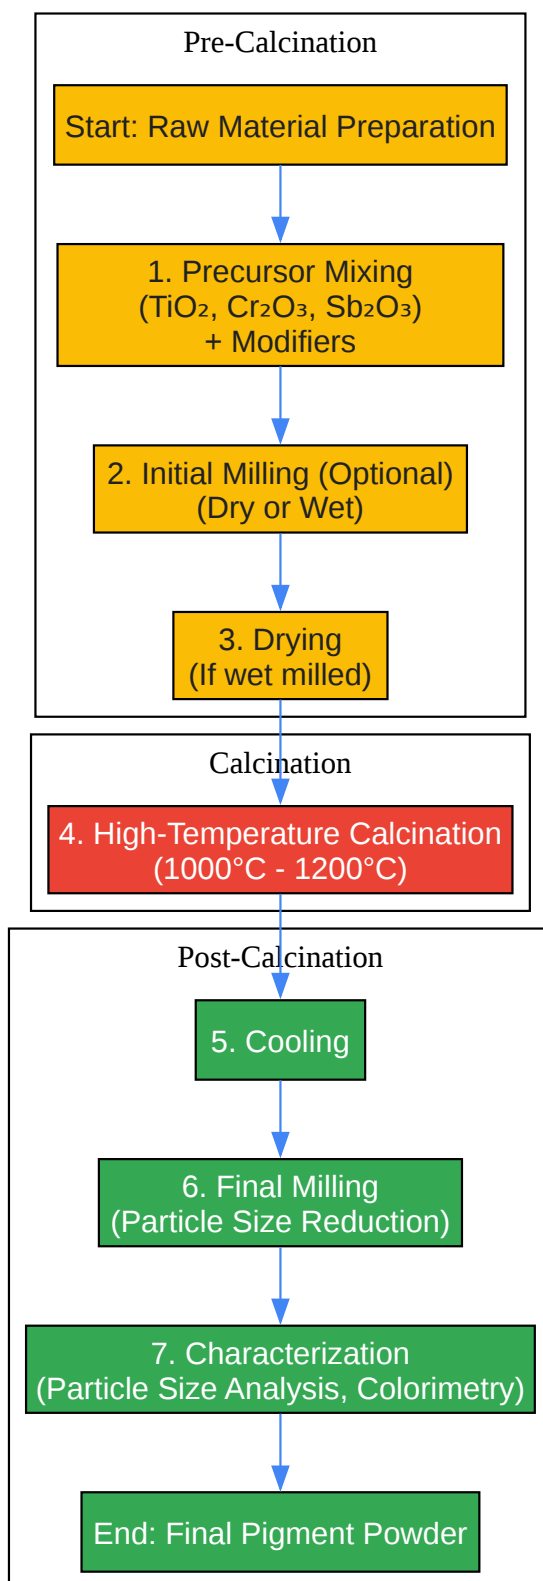 Pre-Calcination
Start: Raw Material Preparation
1. Precursor Mixing
(TiO₂, Cr₂O₃, Sb₂O₃)
+ Modifiers
2. Initial Milling (Optional)
(Dry or Wet)
3. Drying
(If wet milled)
Calcination
4. High-Temperature Calcination
(1000°C - 1200°C)
Post-Calcination
5. Cooling
6. Final Milling
(Particle Size Reduction)
7. Characterization
(Particle Size Analysis, Colorimetry)
End: Final Pigment Powder